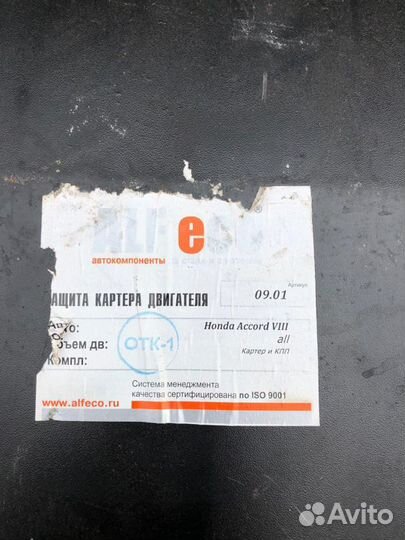 ALFeco
автокомпоненты
Артикул
АЩИТА КАРТЕРА ДВИГАТЕЛЯ
09.01
Авто:
Honda Accord VIII
бъем дв:
all
Компл:
Картер и КПП
ОТК-1
Система менеджмента
качества сертифицирована по ISO 9001
www.alfeco.ru
Avito